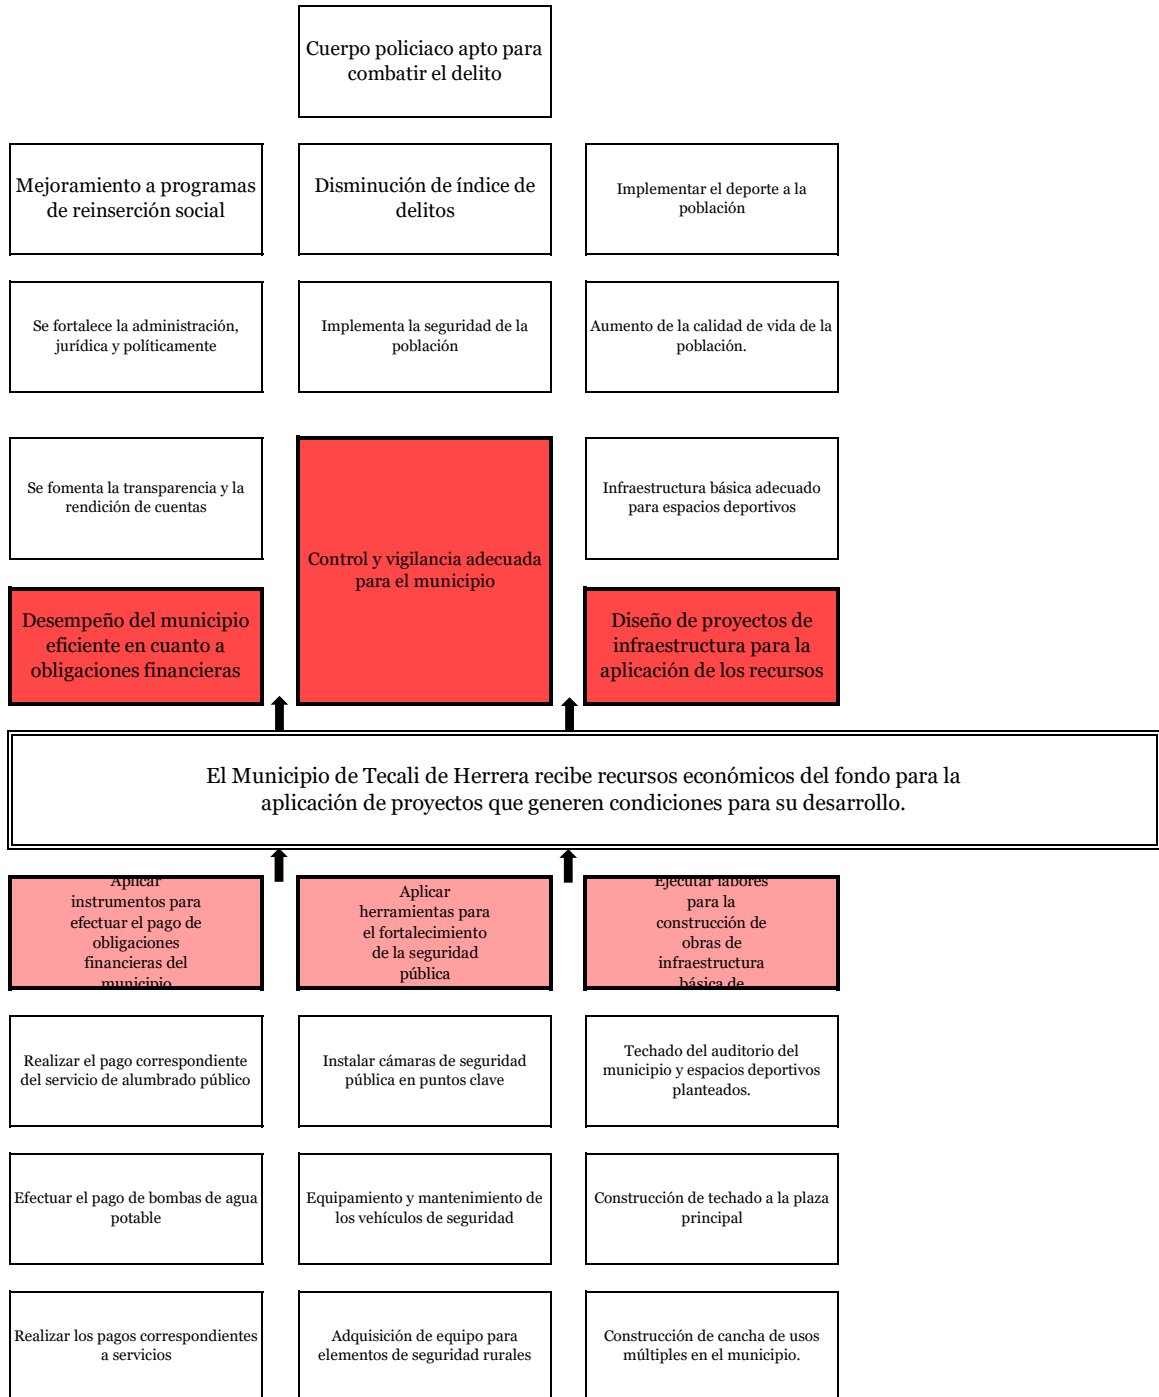 Cuerpo policiaco apto para
combatir el delito
Mejoramiento a programas
de reinserción social
Disminución de índice de
delitos
Implementar el deporte a la
población
Se fortalece la administración,
jurídica y políticamente
Implementa la seguridad de la
población
Aumento de la calidad de vida de la
población.
Se fomenta la transparencia y la
rendición de cuentas
Control y vigilancia adecuada
para el municipio
Infraestructura básica adecuado
para espacios deportivos
Desempeño del municipio
eficiente en cuanto a
obligaciones financieras
Diseño de proyectos de
infraestructura para la
aplicación de los recursos
El Municipio de Tecali de Herrera recibe recursos económicos del fondo para la
aplicación de proyectos que generen condiciones para su desarrollo.
Aplicar
instrumentos para
efectuar el pago de
obligaciones
financieras del
municipio
Aplicar
herramientas para
el fortalecimiento
de la seguridad
pública
Ejecutar labores
para la
construcción de
obras de
infraestructura
básica de
Realizar el pago correspondiente
del servicio de alumbrado público
Instalar cámaras de seguridad
pública en puntos clave
Techado del auditorio del
municipio y espacios deportivos
planteados.
Efectuar el pago de bombas de agua
potable
Equipamiento y mantenimiento de
los vehículos de seguridad
Construcción de techado a la plaza
principal
Realizar los pagos correspondientes
a servicios
Adquisición de equipo para
elementos de seguridad rurales
Construcción de cancha de usos
múltiples en el municipio.